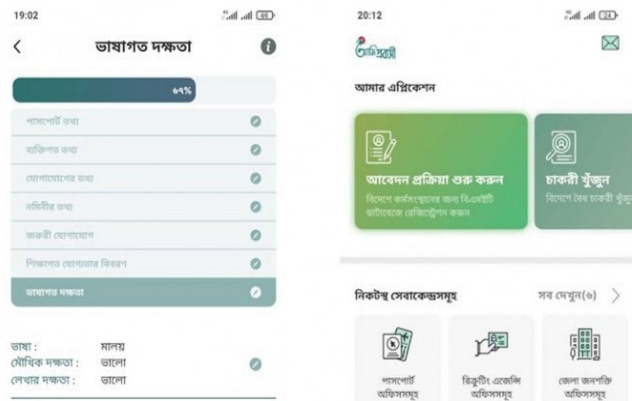 19:02
69
ভাষাগত দক্ষতা
৬৭%
পাসপোর্ট তথ্য
ব্যক্তিগত তথ্য
যোগাযোগের তথ্য
নমিনীর তথ্য
জরুরী যোগাযোগ
শিক্ষাগত যোগ্যতার বিবরণ
ভাষাগত দক্ষতা
ভাষা : মালয়
মৌখিক দক্ষতা : ভালো
লেখার দক্ষতা : ভালো
20:12
24
আমি প্রবাসী
আমার এপ্লিকেশন
আবেদন প্রক্রিয়া শুরু করুন
বিদেশে কর্মসংস্থানের জন্য বিএমইটি
ডাটাবেজে রেজিস্ট্রেশন করুন
চাকরী খুঁজুন
বিদেশে বৈধ চাকরী খুঁজু
নিকটস্থ সেবাকেন্দ্রসমূহ
সব দেখুন(৬)
পাসপোর্ট
অফিসসমূহ
রিক্রুটিং এজেন্সি
অফিসসমূহ
জেলা জনশক্তি
অফিসসমূহ